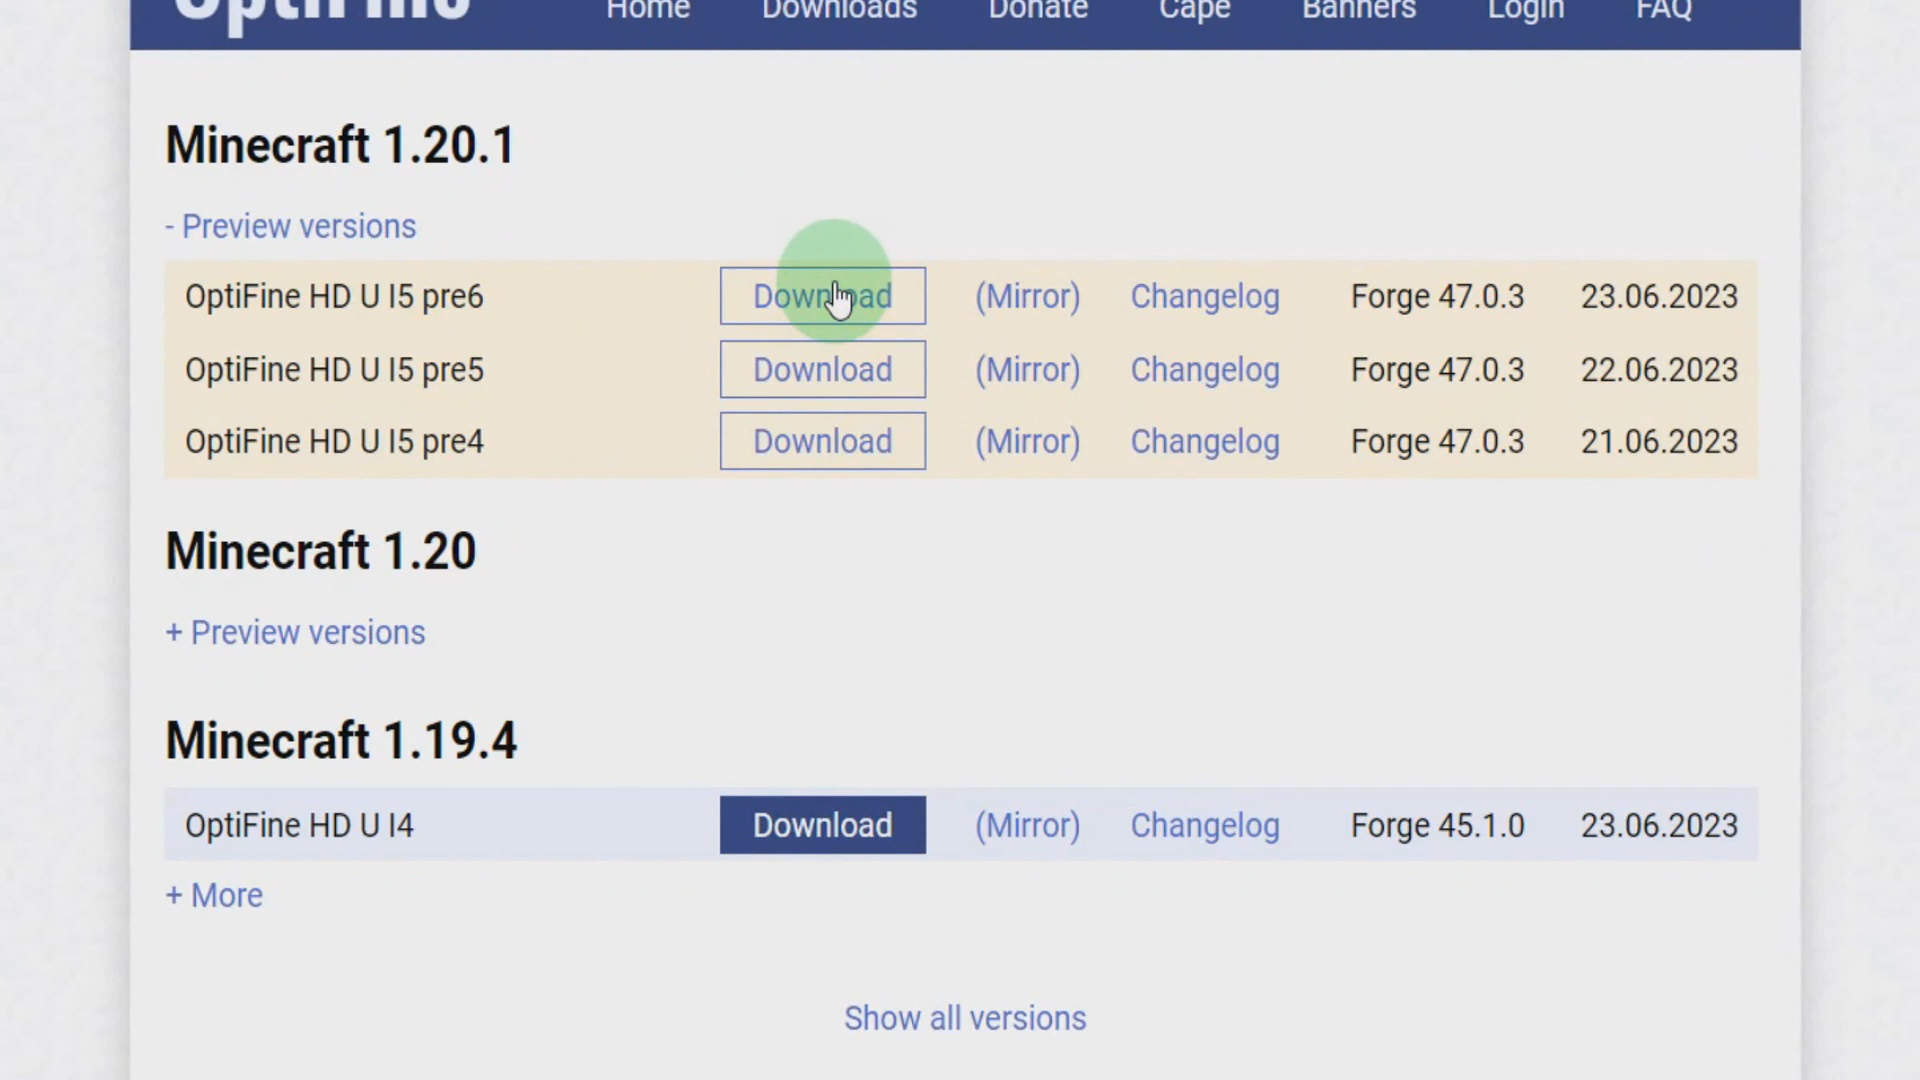 OptiFine
Home Downloads Donate Cape Banners Login FAQ
Minecraft 1.20.1
- Preview versions
OptiFine HD U I5 pre6 Download (Mirror) Changelog Forge 47.0.3 23.06.2023
OptiFine HD U I5 pre5 Download (Mirror) Changelog Forge 47.0.3 22.06.2023
OptiFine HD U I5 pre4 Download (Mirror) Changelog Forge 47.0.3 21.06.2023
Minecraft 1.20
+ Preview versions
Minecraft 1.19.4
OptiFine HD U I4 Download (Mirror) Changelog Forge 45.1.0 23.06.2023
+ More
Show all versions